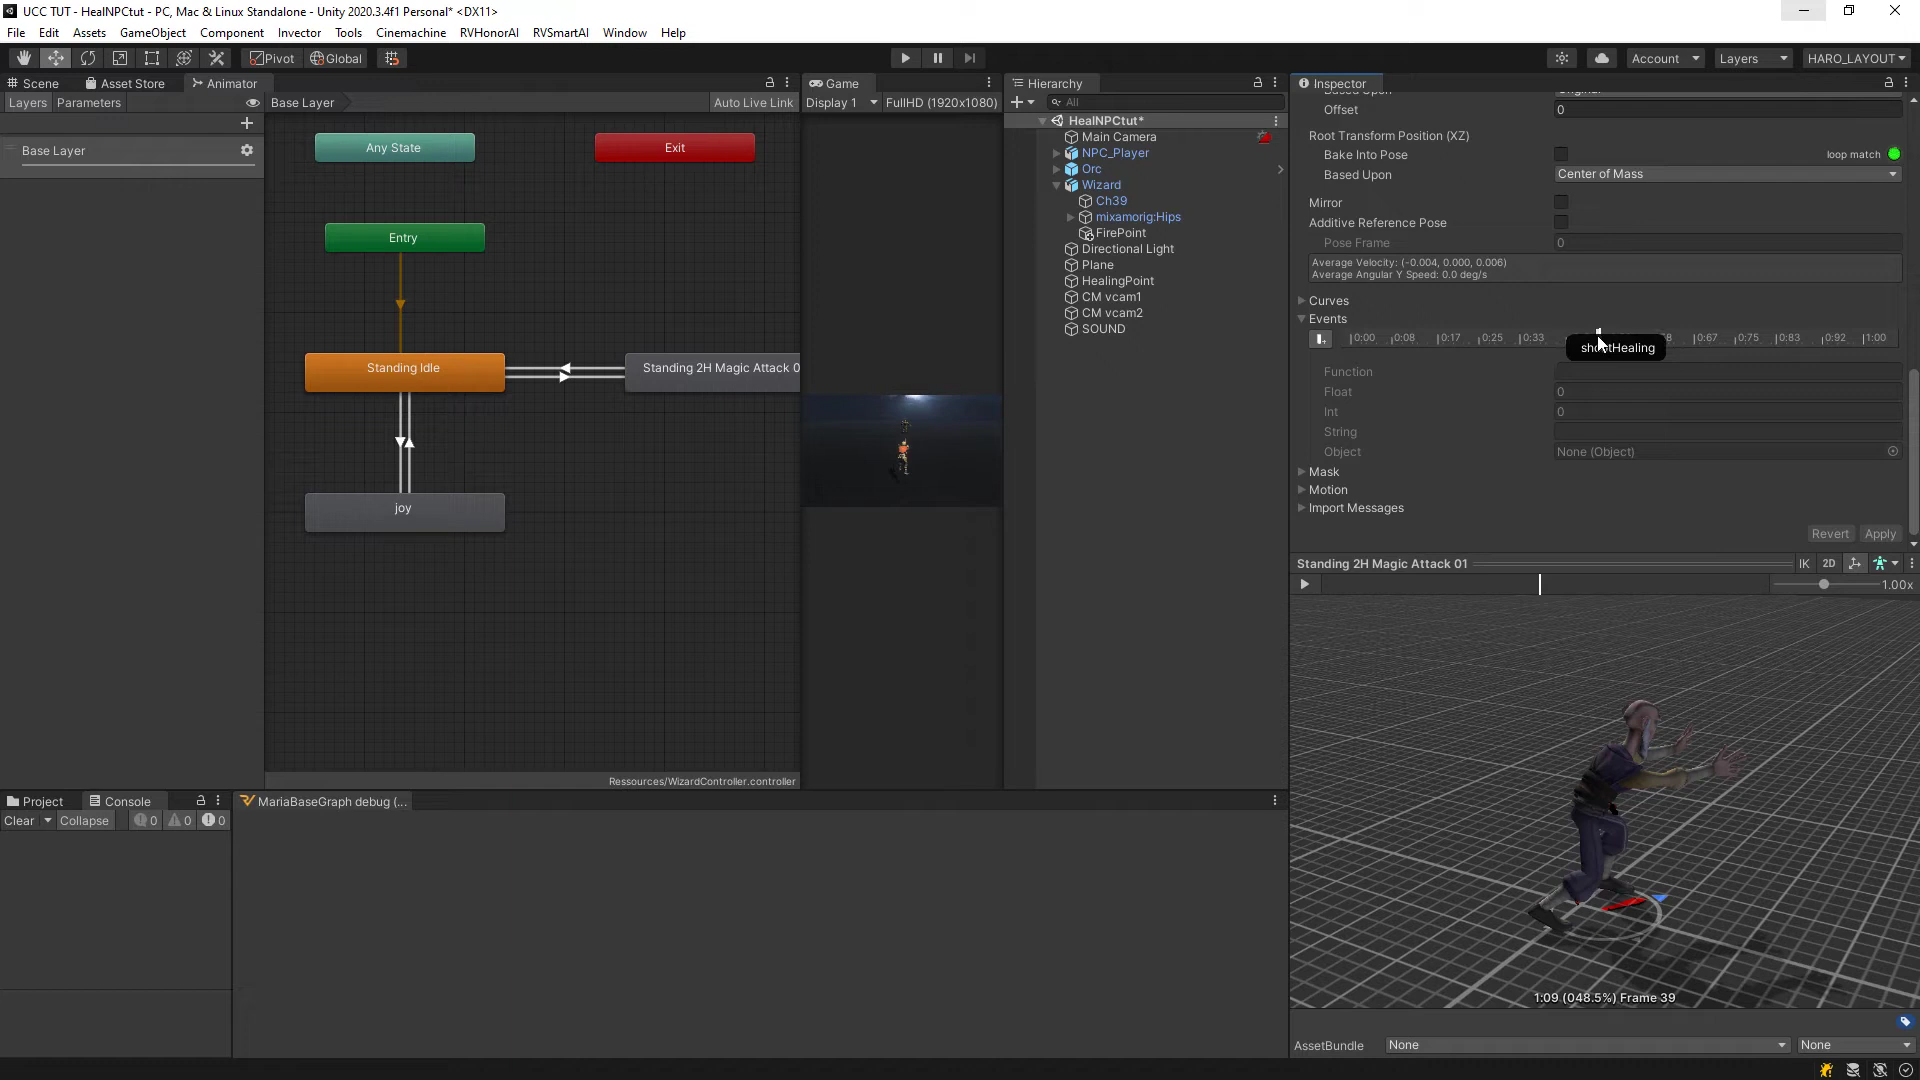 UCC TUT - HealNPCtut - PC, Mac & Linux Standalone - Unity 2020.3.4f1 Personal* <DX11>
File Edit Assets GameObject Component Invector Tools Cinemachine RVHonorAI RVSmartAI Window Help
Pivot Global Account Layers HARO_LAYOUT
Scene Asset Store Animator
Layers Parameters
Base Layer Auto Live Link
Base Layer
Any State
Exit
Entry
Standing Idle
Standing 2H Magic Attack 0
joy
Ressources/WizardController.controller
Game
Display 1 FullHD (1920x1080)
Hierarchy
All
HealNPCtut*
Main Camera
NPC_Player
Orc
Wizard
Ch39
mixamorig:Hips
FirePoint
Directional Light
Plane
HealingPoint
CM vcam1
CM vcam2
SOUND
Inspector
Offset 0
Root Transform Position (XZ)
Bake Into Pose loop match
Based Upon Center of Mass
Mirror
Additive Reference Pose
Pose Frame 0
Average Velocity: (-0.004, 0.000, 0.006)
Average Angular Y Speed: 0.0 deg/s
Curves
Events
0:00 0:08 0:17 0:25 0:33 0:67 0:75 0:83 0:92 1:00
Function
Float 0
Int 0
String
Object None (Object)
Mask
Motion
Import Messages
Revert Apply
Standing 2H Magic Attack 01 IK 2D
1.00x
1:09 (048.5%) Frame 39
AssetBundle None None
Project Console
Clear Collapse 0 0 0
MariaBaseGraph debug (...